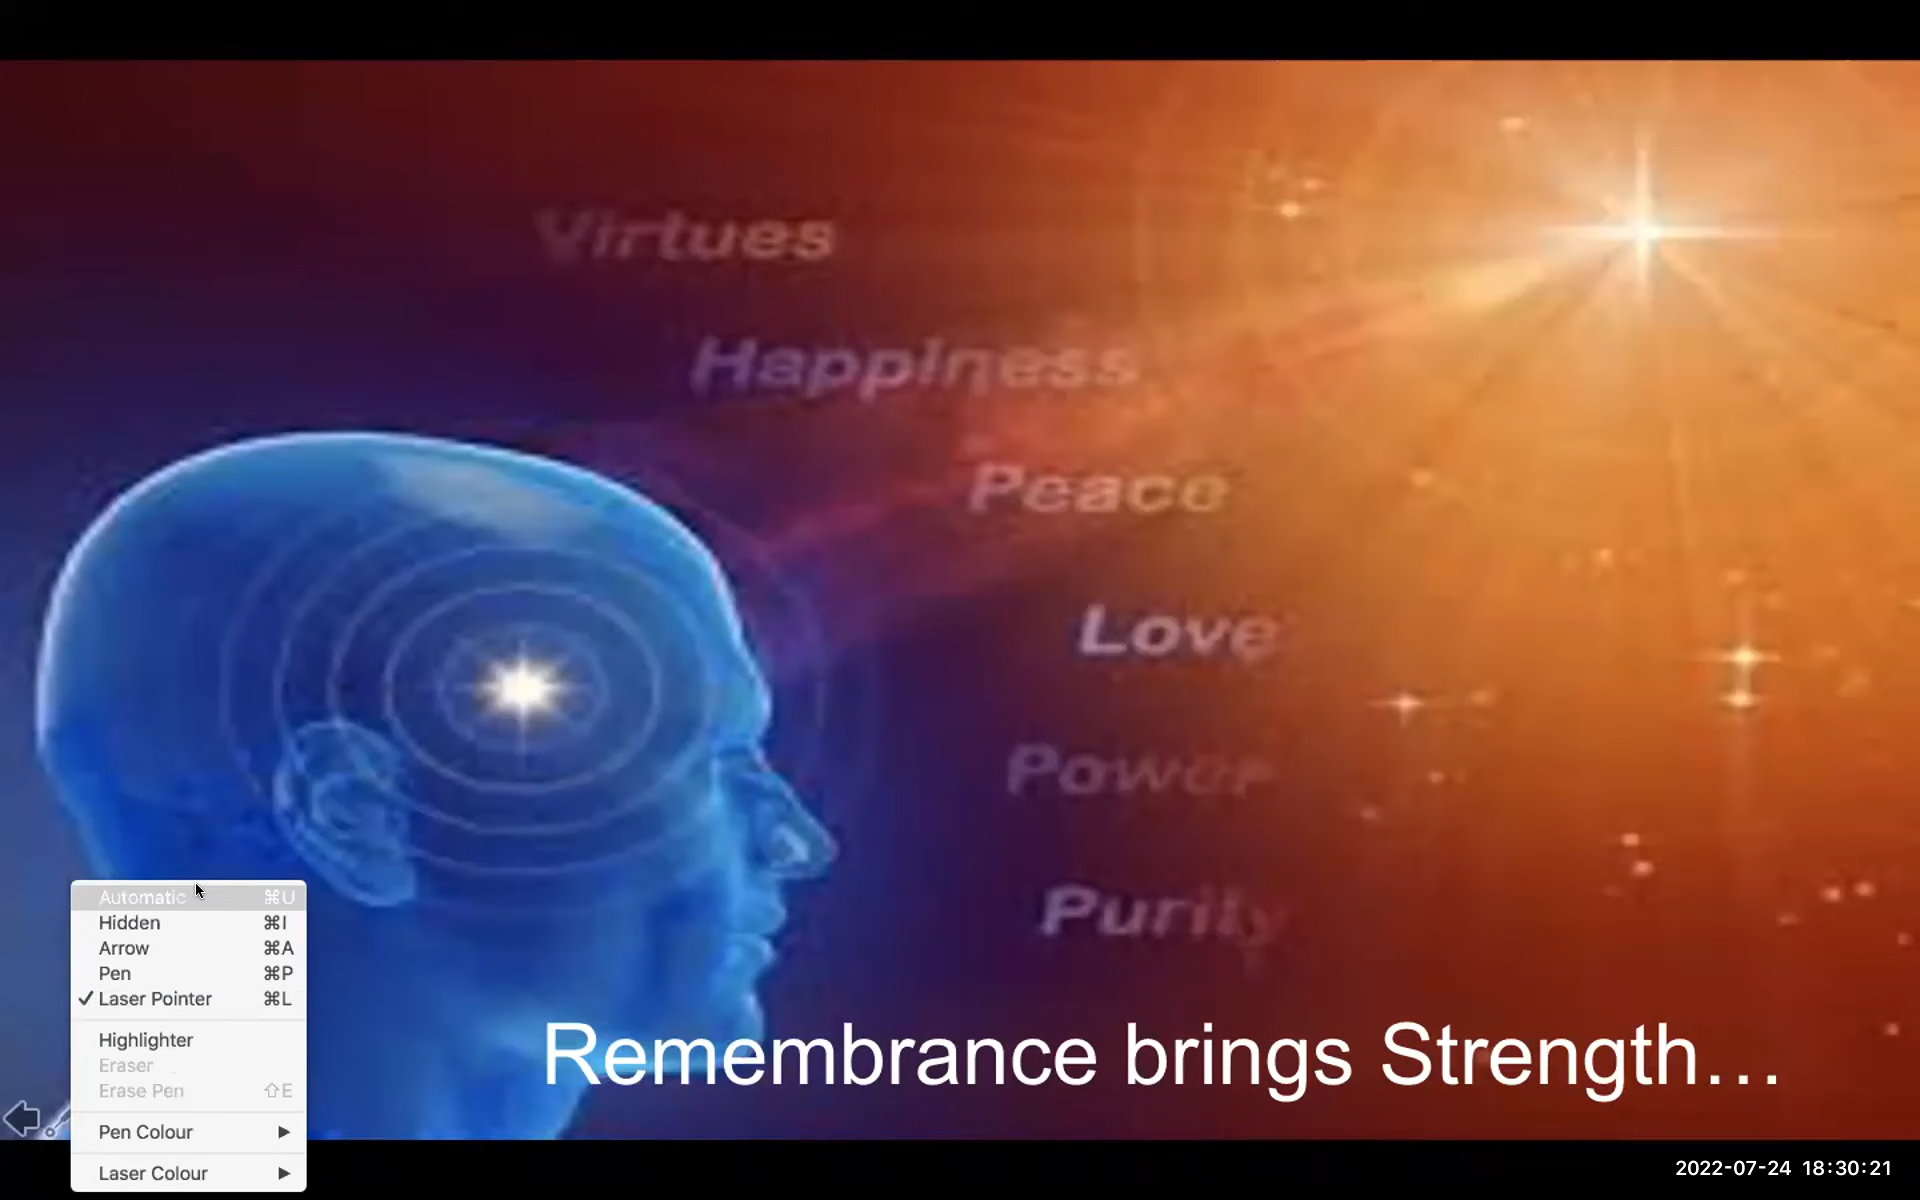 Virtues
Happiness
Peace
Love
Power
Purity
Remembrance brings Strength...
Automatic ⌘U
Hidden ⌘I
Arrow ⌘A
Pen ⌘P
✓ Laser Pointer ⌘L
Highlighter
Eraser
Erase Pen ⇧E
Pen Colour ▶
Laser Colour ▶
2022-07-24 18:30:21